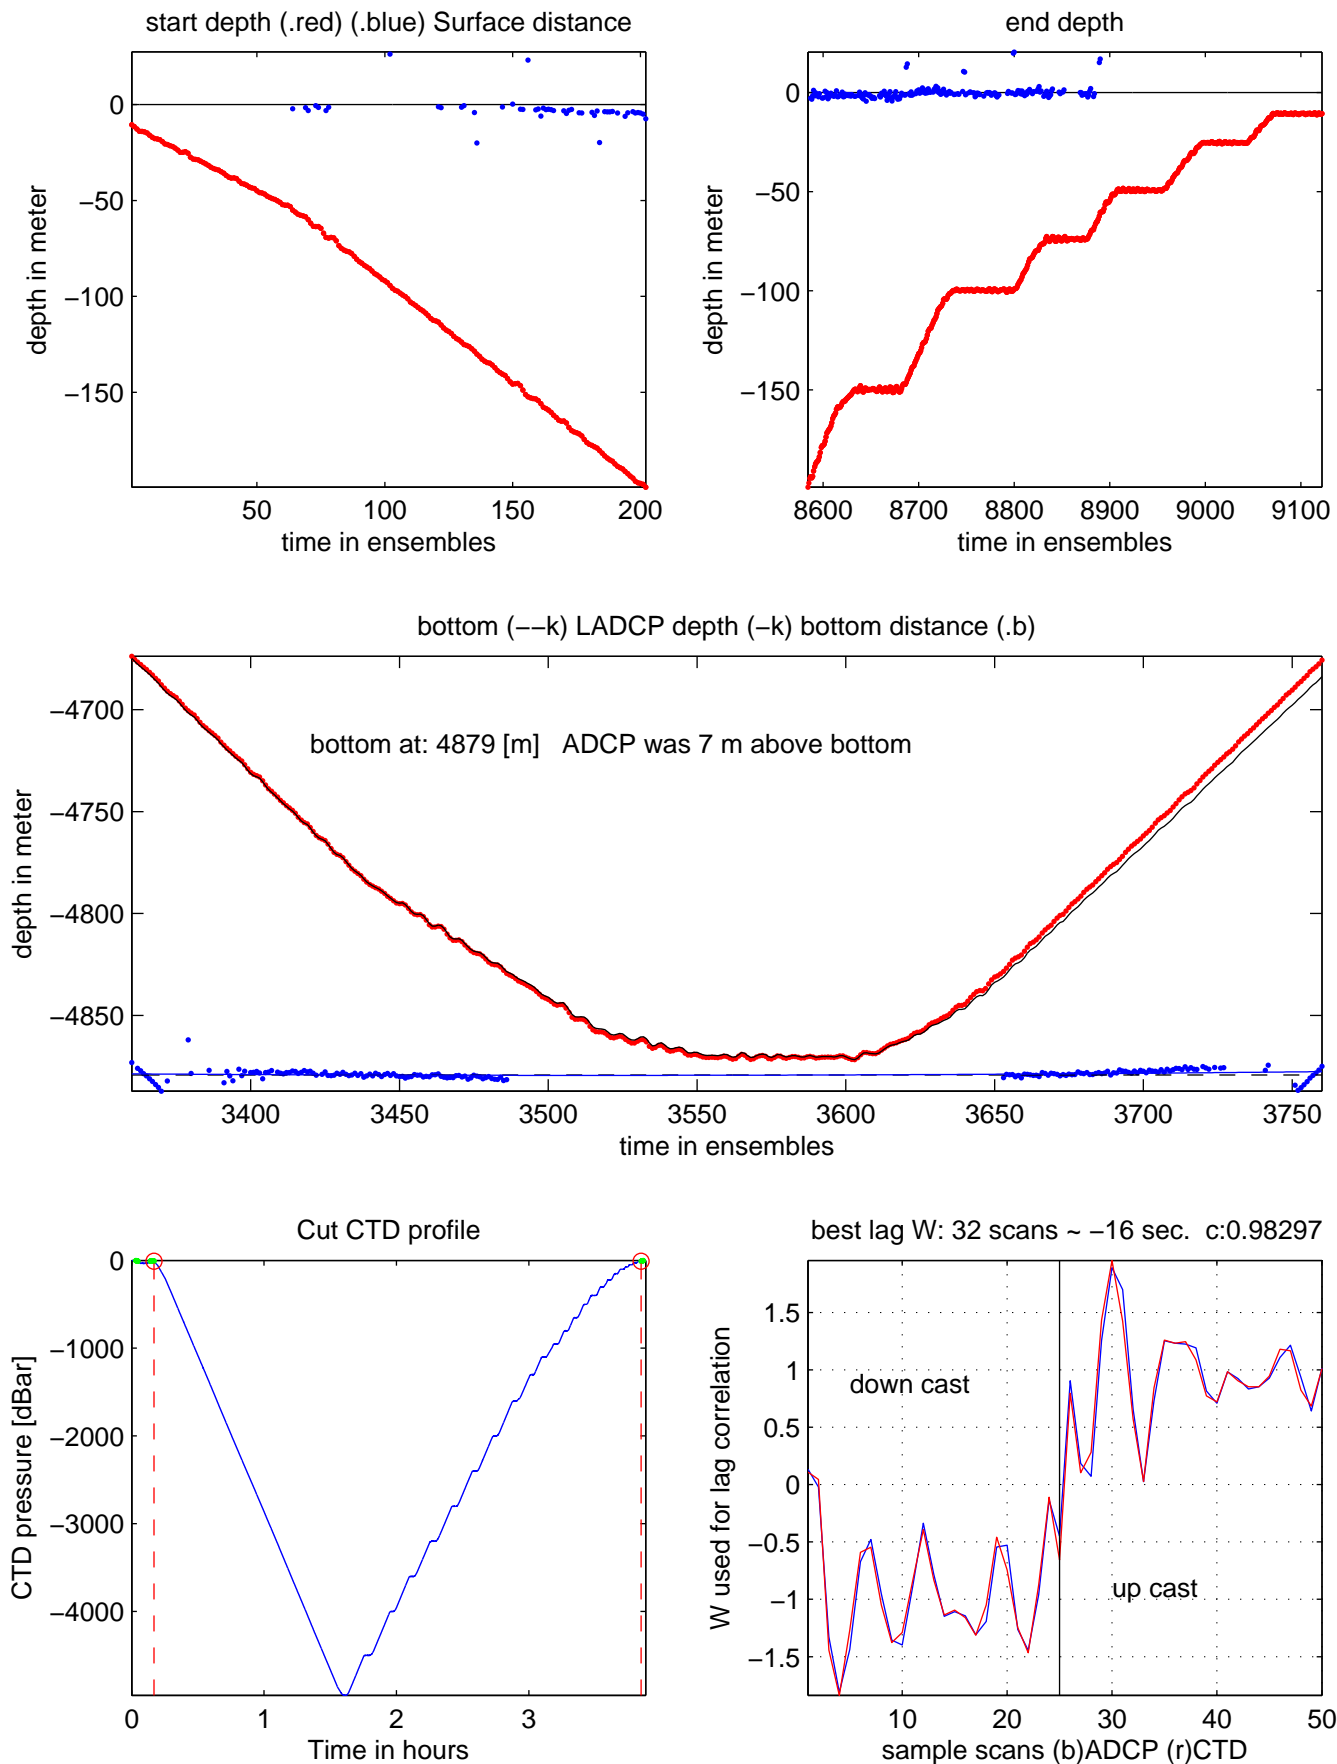 start depth (.red) (.blue) Surface distance
end depth
0
−50
−100
−150
depth in meter
50
100
150
200
time in ensembles
0
−50
−100
−150
depth in meter
8600
8700
8800
8900
9000
9100
time in ensembles
bottom (−−k) LADCP depth (−k) bottom distance (.b)
−4700
−4750
−4800
−4850
depth in meter
bottom at: 4879 [m]   ADCP was 7 m above bottom
3400
3450
3500
3550
3600
3650
3700
3750
time in ensembles
Cut CTD profile
0
−1000
−2000
−3000
−4000
CTD pressure [dBar]
0
1
2
3
Time in hours
best lag W: 32 scans ~ −16 sec.  c:0.98297
1.5
1
0.5
0
−0.5
−1
−1.5
W used for lag correlation
down cast
up cast
10
20
30
40
50
sample scans (b)ADCP (r)CTD